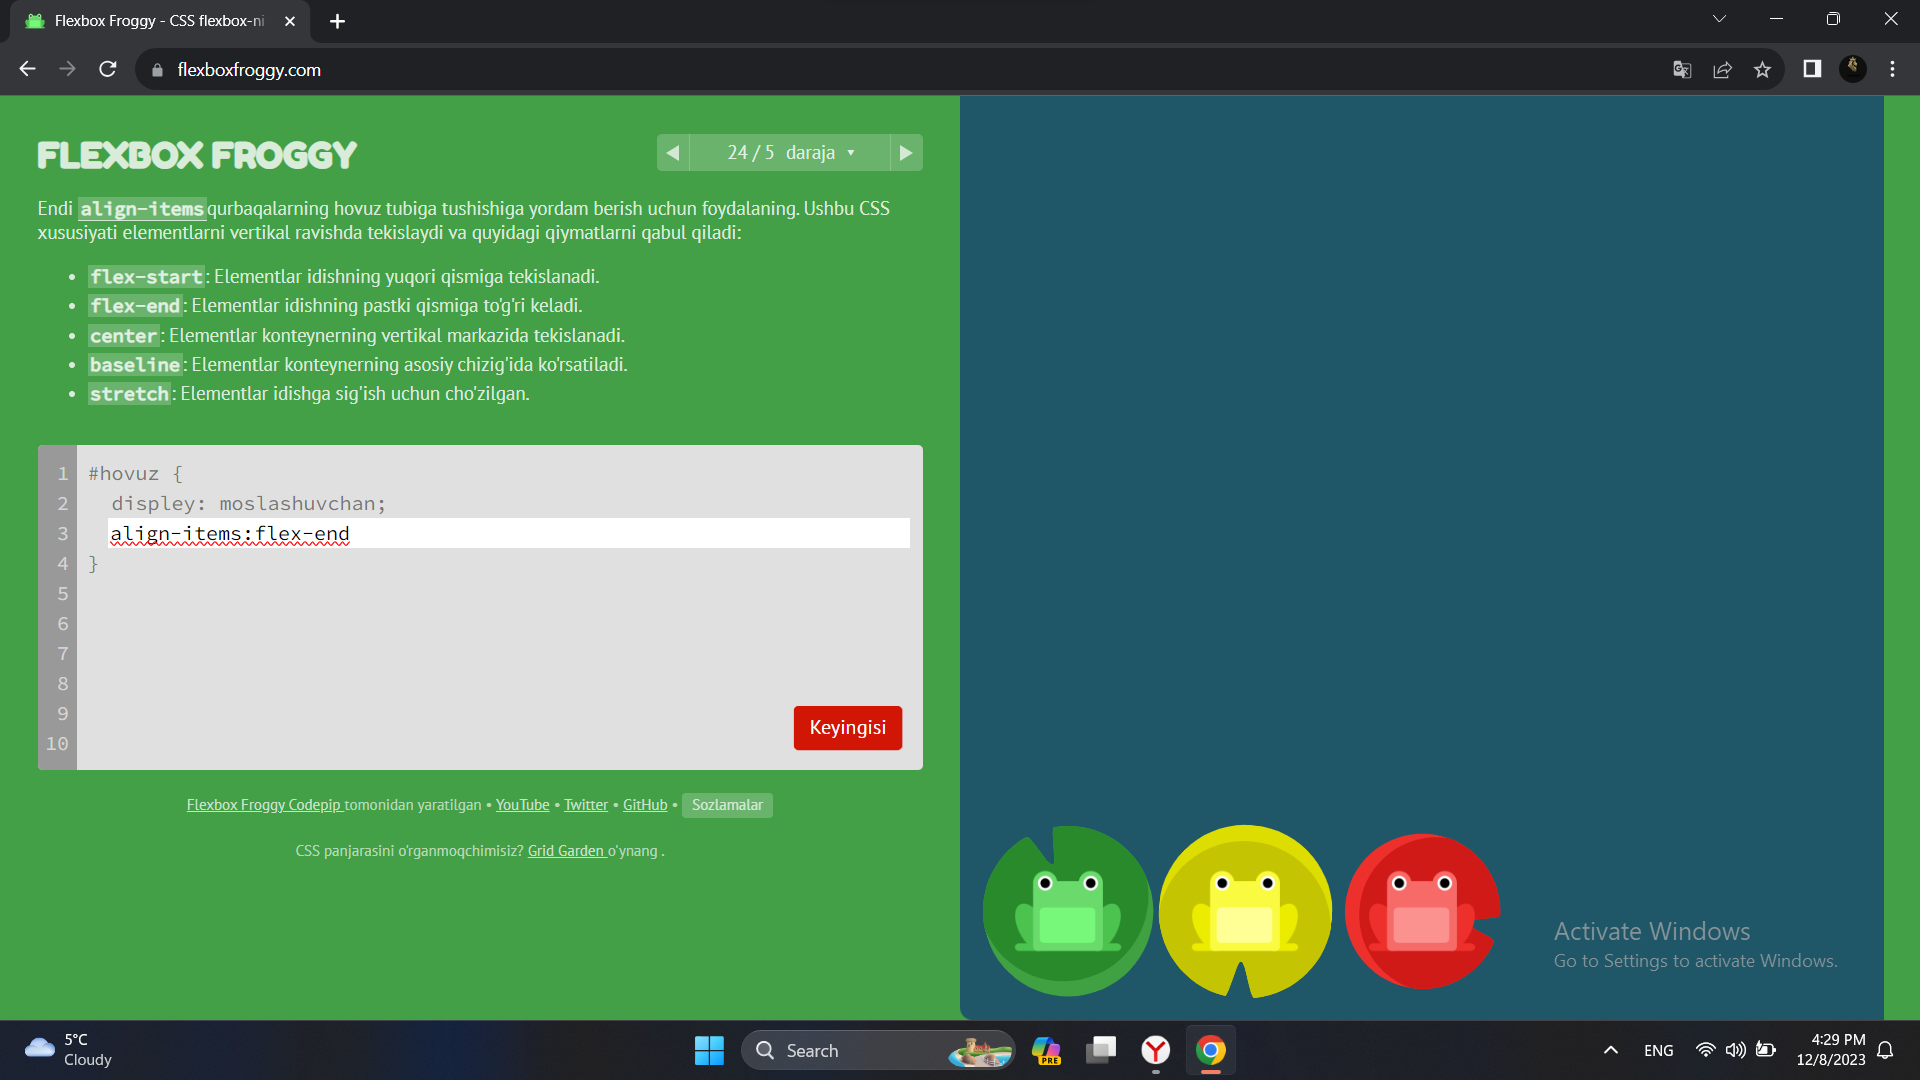 Flexbox Froggy - CSS flexbox-ni
flexboxfroggy.com
FLEXBOX FROGGY
24 / 5 daraja
Endi align-items qurbaqalarning hovuz tubiga tushishiga yordam berish uchun foydalaning. Ushbu CSS
xususiyati elementlarni vertikal ravishda tekislaydi va quyidagi qiymatlarni qabul qiladi:
• flex-start: Elementlar idishning yuqori qismiga tekislanadi.
• flex-end: Elementlar idishning pastki qismiga to'g'ri keladi.
• center: Elementlar konteynerning vertikal markazida tekislanadi.
• baseline: Elementlar konteynerning asosiy chizig'ida ko'rsatiladi.
• stretch: Elementlar idishga sig'ish uchun cho'zilgan.
1 #hovuz {
2 displey: moslashuvchan;
3 align-items:flex-end
4 }
5
6
7
8
9
10
Keyingisi
Flexbox Froggy Codepip tomonidan yaratilgan • YouTube • Twitter • GitHub • Sozlamalar
CSS panjarasini o'rganmoqchimisiz? Grid Garden o'ynang .
Activate Windows
Go to Settings to activate Windows.
5°C
Cloudy
Search
PRE
ENG
4:29 PM
12/8/2023